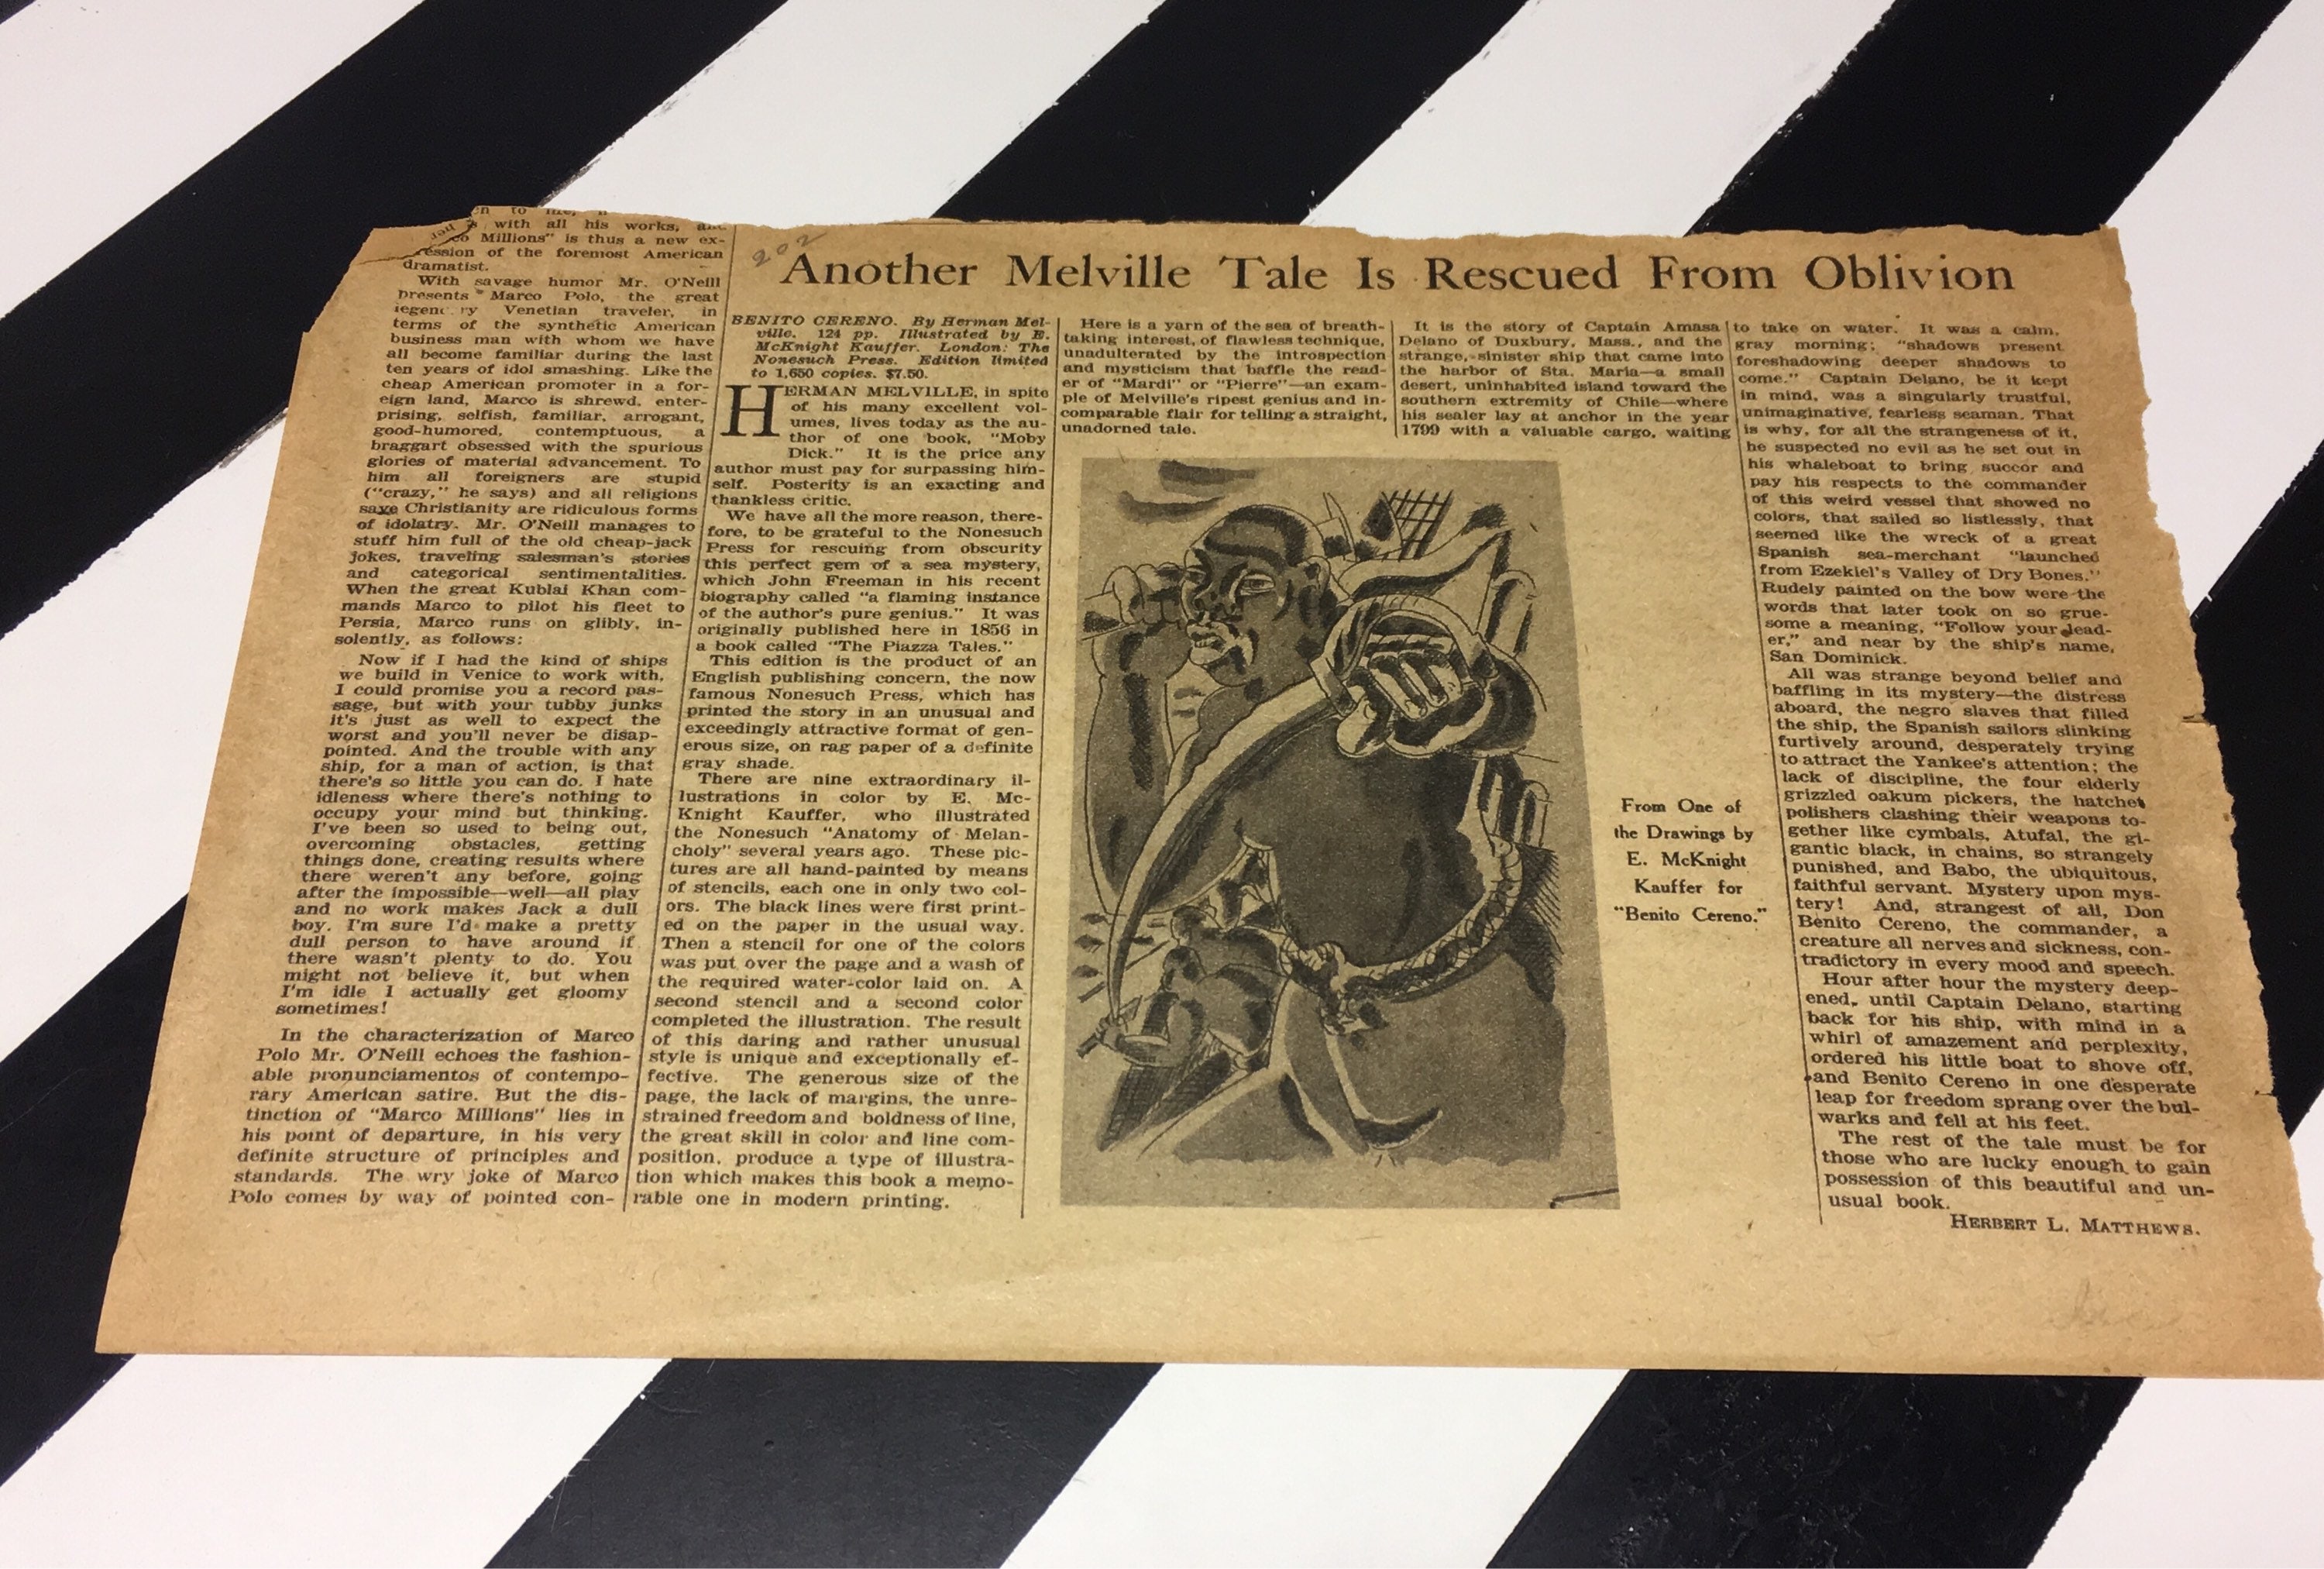 with all his works,
Millions" is thus a new ex-
ression of the foremost American
dramatist.
With savage humor Mr. O'Neill
presents Marco Polo, the great
Venetian traveler, in
terms of the synthetic American
business man with whom we have
all become familiar during the last
ten years of idol smashing. Like the
cheap American promoter in a for-
eign land, Marco is shrewd, enter-
prising, selfish, familiar, arrogant,
good-humored, contemptuous, a
braggart obsessed with the spurious
glories of material advancement. To
him all foreigners are stupid
("crazy," he says) and all religions
save Christianity are ridiculous forms
of idolatry. Mr. O'Neill manages to
stuff him full of the old cheap-jack
jokes, traveling salesman's stories
and categorical sentimentalities.
When the great Kublai Khan com-
mands Marco to pilot his fleet to
Persia, Marco runs on glibly, in-
solently, as follows:
Now if I had the kind of ships
we build in Venice to work with,
I could promise you a record pas-
sage, but with your tubby junks
it's just as well to expect the
worst and you'll never be disap-
pointed. And the trouble with any
ship, for a man of action, is that
there's so little you can do. I hate
idleness where there's nothing to
occupy your mind but thinking.
I've been so used to being out,
overcoming obstacles, getting
things done, creating results where
there weren't any before, going
after the impossible—well—all play
and no work makes Jack a dull
boy. I'm sure I'd make a pretty
dull person to have around if
there wasn't plenty to do. You
might not believe it, but when
I'm idle I actually get gloomy
sometimes!
In the characterization of Marco
Polo Mr. O'Neill echoes the fashion-
able pronunciamentos of contempo-
rary American satire. But the dis-
tinction of "Marco Millions" lies in
his point of departure, in his very
definite structure of principles and
standards. The wry joke of Marco
Polo comes by way of pointed con-
202
Another Melville Tale Is Rescued From Oblivion
BENITO CERENO. By Herman Mel-
ville. 124 pp. Illustrated by E.
McKnight Kauffer. London: The
Nonesuch Press. Edition limited
to 1,650 copies. $7.50.
HERMAN MELVILLE, in spite
of his many excellent vol-
umes, lives today as the au-
thor of one book, "Moby
Dick." It is the price any
author must pay for surpassing him-
self. Posterity is an exacting and
thankless critic.
We have all the more reason, there-
fore, to be grateful to the Nonesuch
Press for rescuing from obscurity
this perfect gem of a sea mystery,
which John Freeman in his recent
biography called "a flaming instance
of the author's pure genius." It was
originally published here in 1856 in
a book called "The Piazza Tales."
This edition is the product of an
English publishing concern, the now
famous Nonesuch Press, which has
printed the story in an unusual and
exceedingly attractive format of gen-
erous size, on rag paper of a definite
gray shade.
There are nine extraordinary il-
lustrations in color by E. Mc-
Knight Kauffer, who illustrated
the Nonesuch "Anatomy of Melan-
choly" several years ago. These pic-
tures are all hand-painted by means
of stencils, each one in only two col-
ors. The black lines were first print-
ed on the paper in the usual way.
Then a stencil for one of the colors
was put over the page and a wash of
the required water-color laid on. A
second stencil and a second color
completed the illustration. The result
of this daring and rather unusual
style is unique and exceptionally ef-
fective. The generous size of the
page, the lack of margins, the unre-
strained freedom and boldness of line,
the great skill in color and line com-
position, produce a type of illustra-
tion which makes this book a memo-
rable one in modern printing.
Here is a yarn of the sea of breath-
taking interest, of flawless technique,
unadulterated by the introspection
and mysticism that baffle the read-
er of "Mardi" or "Pierre"—an exam-
ple of Melville's ripest genius and in-
comparable flair for telling a straight,
unadorned tale.
It is the story of Captain Amasa
Delano of Duxbury, Mass., and the
strange, sinister ship that came into
the harbor of Sta. Maria—a small
desert, uninhabited island toward the
southern extremity of Chile—where
his sealer lay at anchor in the year
1799 with a valuable cargo, waiting
From One of
the Drawings by
E. McKnight
Kauffer for
"Benito Cereno."
to take on water. It was a calm,
gray morning; "shadows present
foreshadowing deeper shadows to
come." Captain Delano, be it kept
in mind, was a singularly trustful,
unimaginative, fearless seaman. That
is why, for all the strangeness of it,
he suspected no evil as he set out in
his whaleboat to bring succor and
pay his respects to the commander
of this weird vessel that showed no
colors, that sailed so listlessly, that
seemed like the wreck of a great
Spanish sea-merchant "launched
from Ezekiel's Valley of Dry Bones."
Rudely painted on the bow were the
words that later took on so grue-
some a meaning, "Follow your lead-
er," and near by the ship's name,
San Dominick.
All was strange beyond belief and
baffling in its mystery—the distress
aboard, the negro slaves that filled
the ship, the Spanish sailors slinking
furtively around, desperately trying
to attract the Yankee's attention; the
lack of discipline, the four elderly
grizzled oakum pickers, the hatchet
polishers clashing their weapons to-
gether like cymbals, Atufal, the gi-
gantic black, in chains, so strangely
punished, and Babo, the ubiquitous,
faithful servant. Mystery upon mys-
tery! And, strangest of all, Don
Benito Cereno, the commander, a
creature all nerves and sickness, con-
tradictory in every mood and speech.
Hour after hour the mystery deep-
ened, until Captain Delano, starting
back for his ship, with mind in a
whirl of amazement and perplexity,
ordered his little boat to shove off,
and Benito Cereno in one desperate
leap for freedom sprang over the bul-
warks and fell at his feet.
The rest of the tale must be for
those who are lucky enough to gain
possession of this beautiful and un-
usual book.
HERBERT L. MATTHEWS.